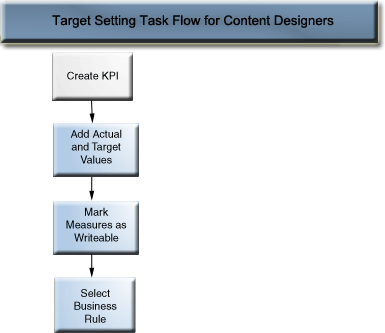 Target Setting Task Flow for Content Designers
Create KPI
Add Actual
and Target
Values
Mark
Measures as
Writeable
Select
Business
Rule